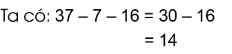 Ta có: 37 – 7 – 16 = 30 – 16
= 14